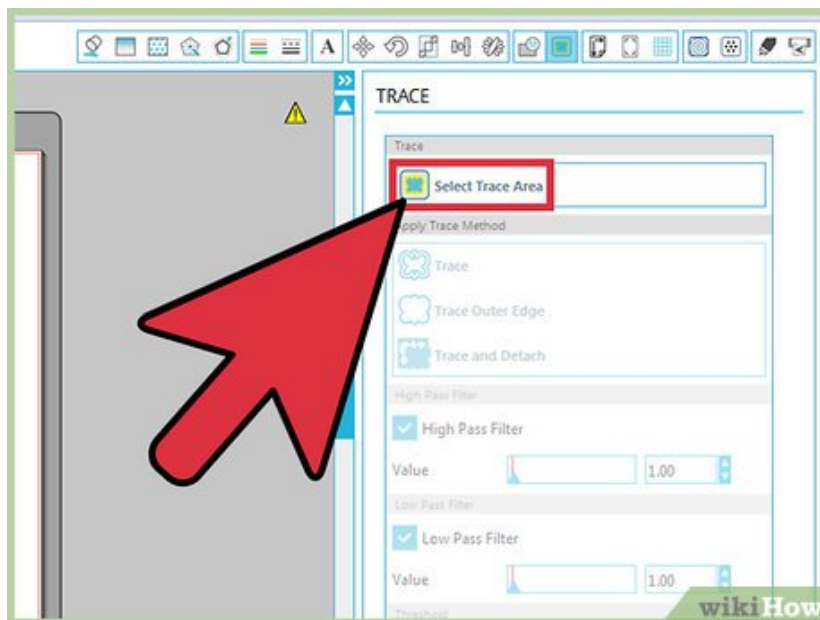 A
TRACE
Trace
Select Trace Area
Apply Trace Method
Trace
Trace Outer Edge
Trace and Detach
High Pass Filter
High Pass Filter
Value 1.00
Low Pass Filter
Low Pass Filter
Value 1.00
Threshold
wikiHow